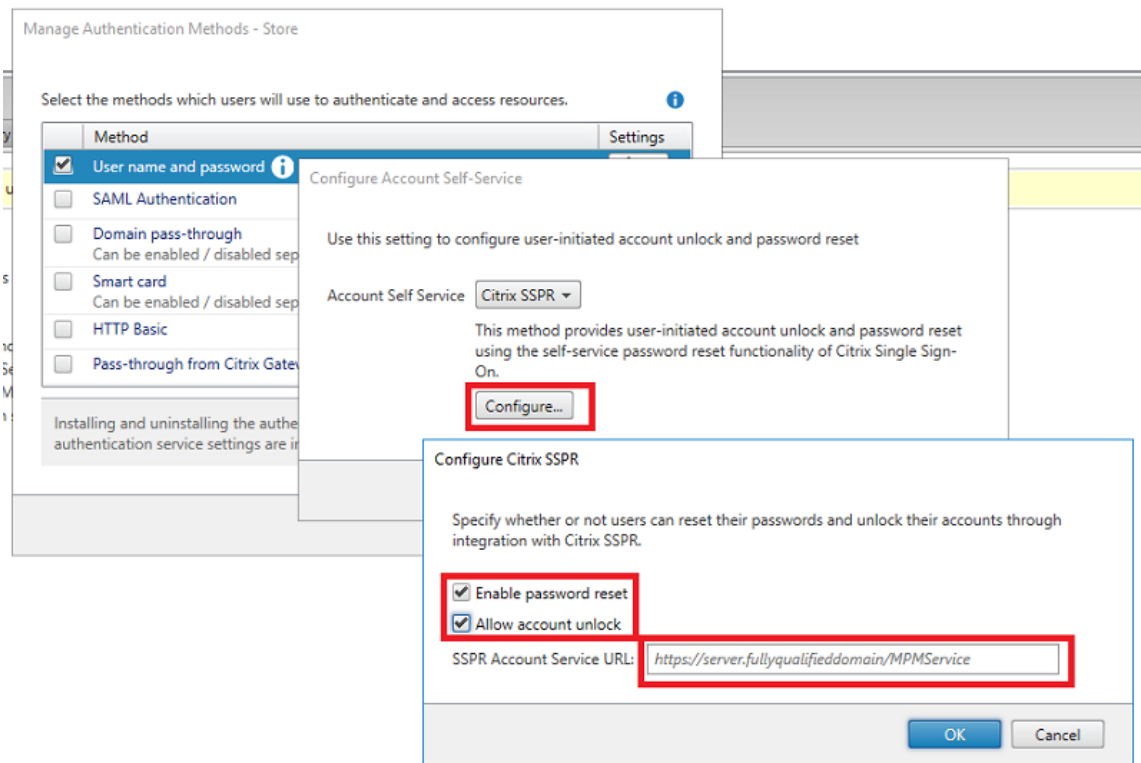 Manage Authentication Methods - Store
Select the methods which users will use to authenticate and access resources.
Method
Settings
User name and password
SAML Authentication
Domain pass-through
Can be enabled / disabled sep
Smart card
Can be enabled / disabled sep
HTTP Basic
Pass-through from Citrix Gatew
Installing and uninstalling the authe
authentication service settings are in
Configure Account Self-Service
Use this setting to configure user-initiated account unlock and password reset
Account Self Service
Citrix SSPR
This method provides user-initiated account unlock and password reset
using the self-service password reset functionality of Citrix Single Sign-
On.
Configure...
Configure Citrix SSPR
Specify whether or not users can reset their passwords and unlock their accounts through
integration with Citrix SSPR.
Enable password reset
Allow account unlock
SSPR Account Service URL: https://server.fullyqualifieddomain/MPMService
OK
Cancel